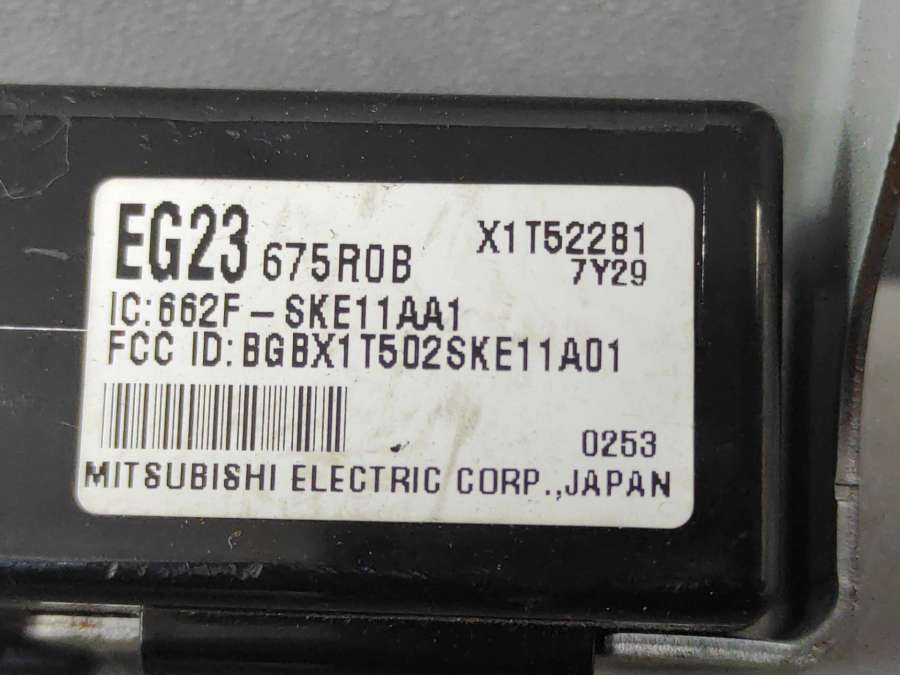 EG23 675R0B X1T52281
7Y29
IC:662F-SKE11AA1
FCC ID:BGBX1T502SKE11A01
0253
MITSUBISHI ELECTRIC CORP.,JAPAN